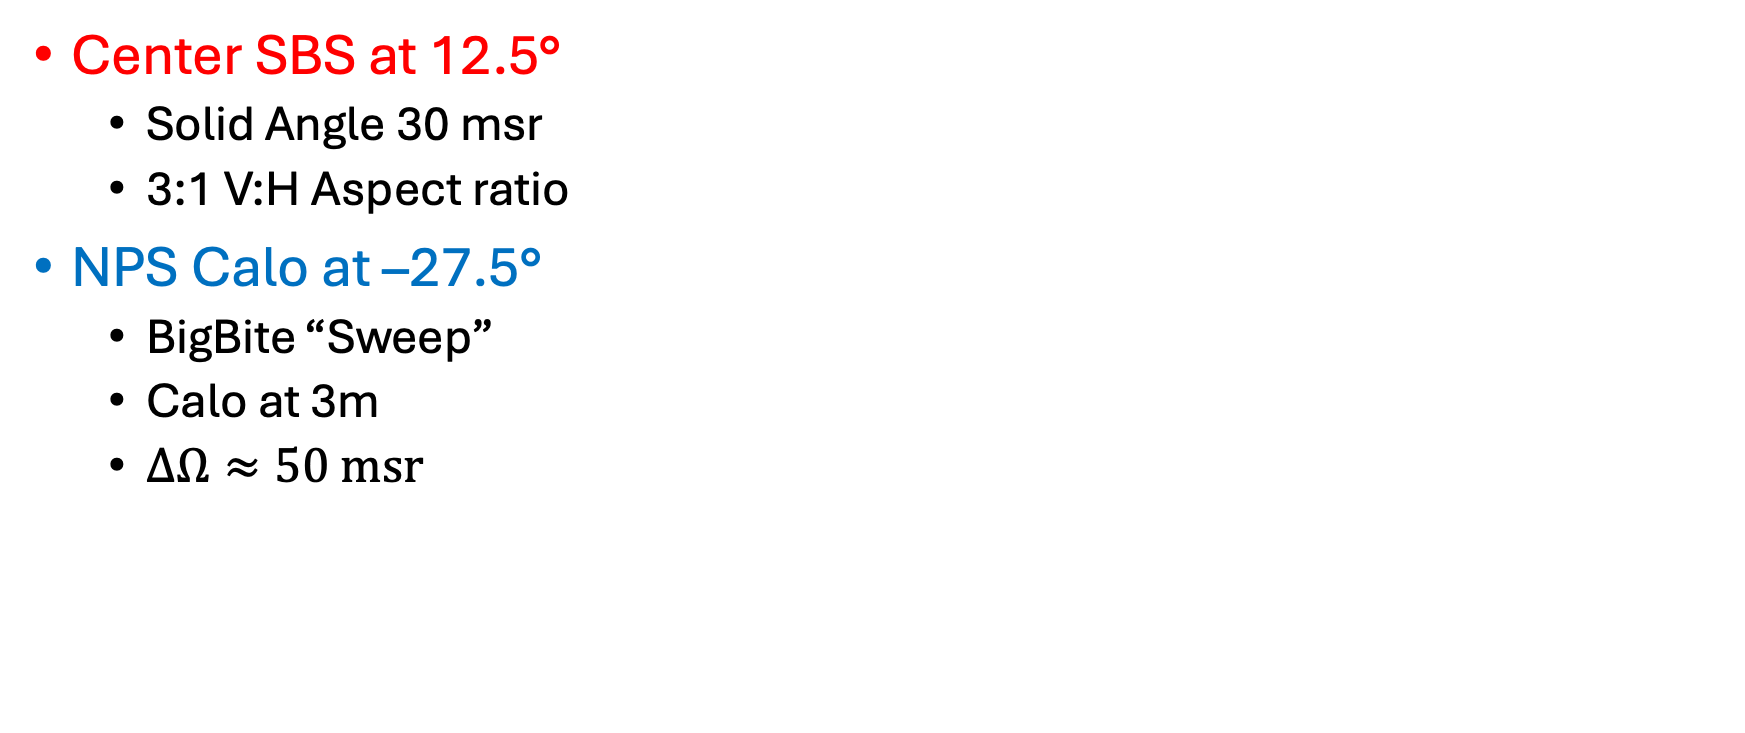 • Center SBS at 12.5°
• Solid Angle 30 msr
• 3:1 V:H Aspect ratio
• NPS Calo at –27.5°
• BigBite “Sweep”
• Calo at 3m
• ΔΩ ≈ 50 msr